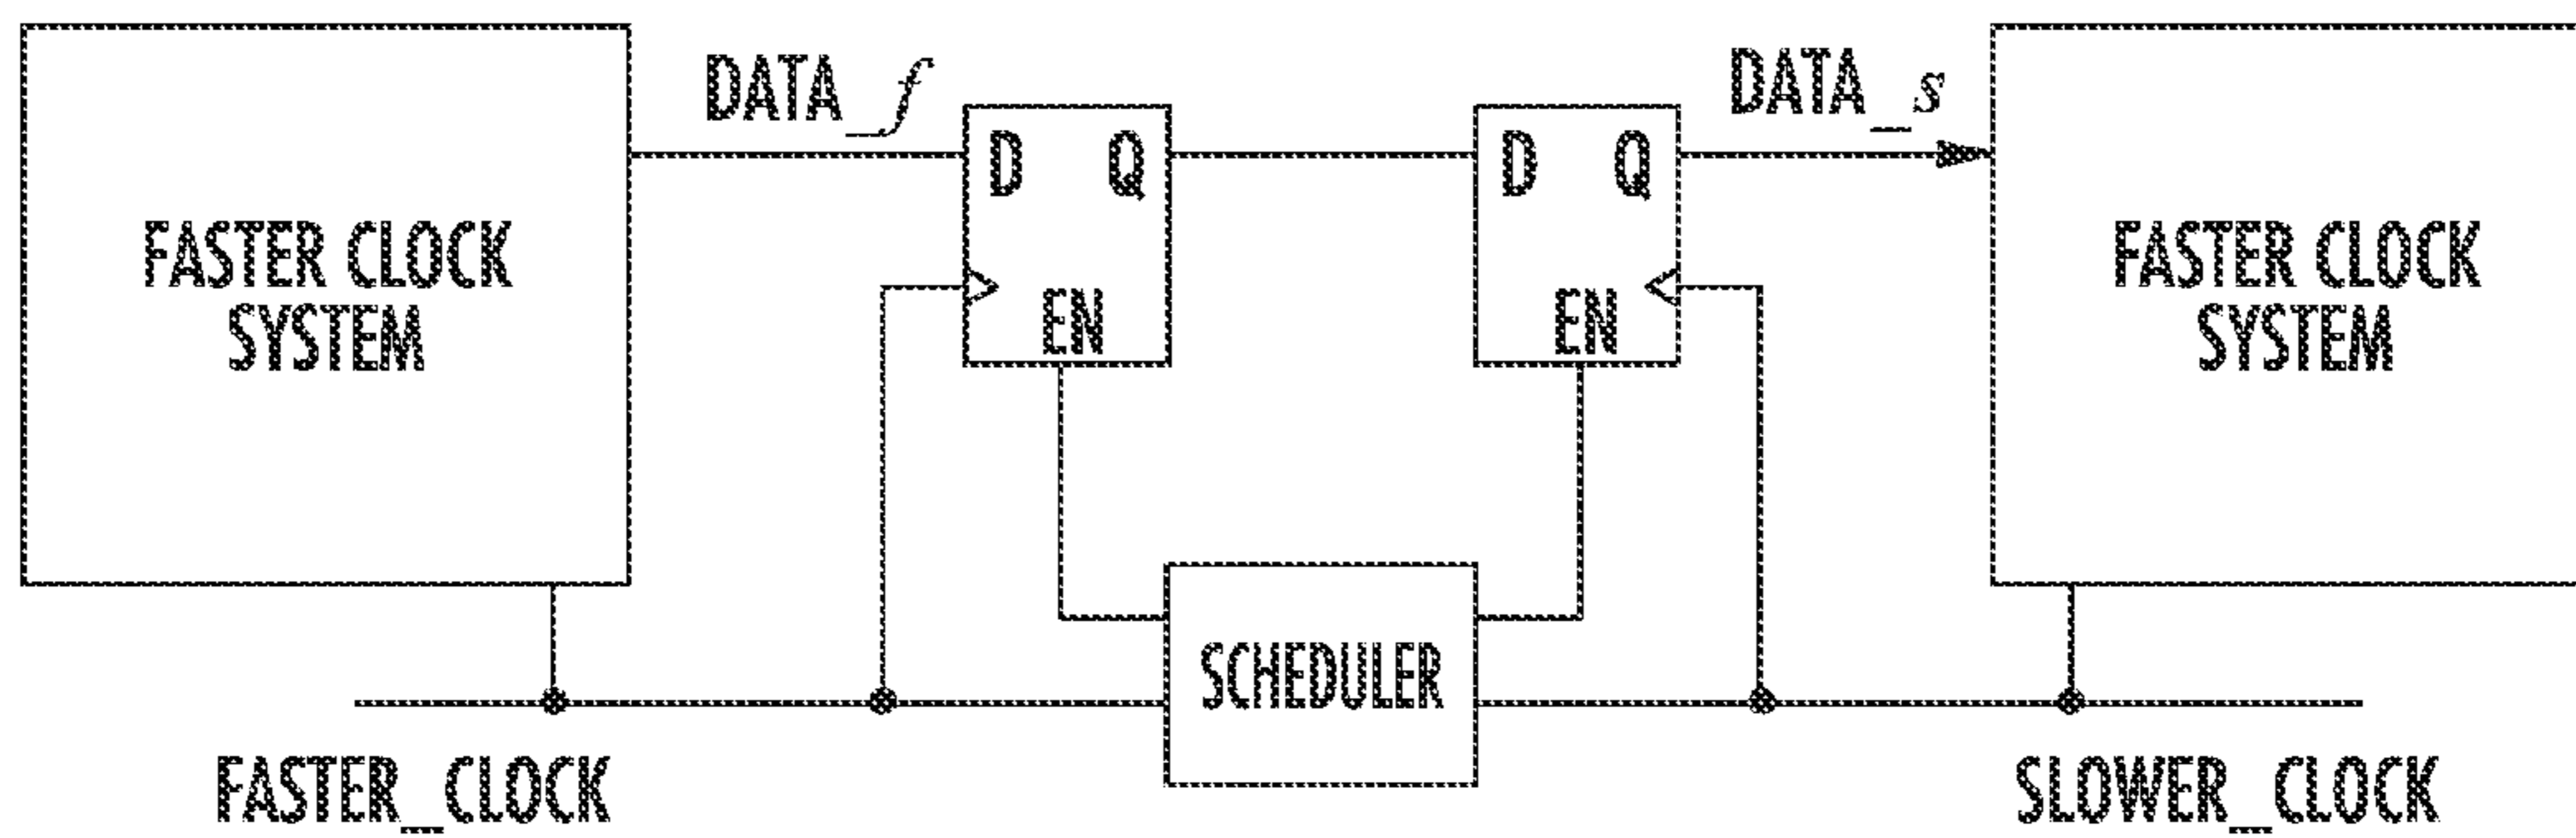 DATA_f
DATA_s
FASTER CLOCK
SYSTEM
D Q
EN
D Q
EN
FASTER CLOCK
SYSTEM
SCHEDULER
FASTER_CLOCK
SLOWER_CLOCK